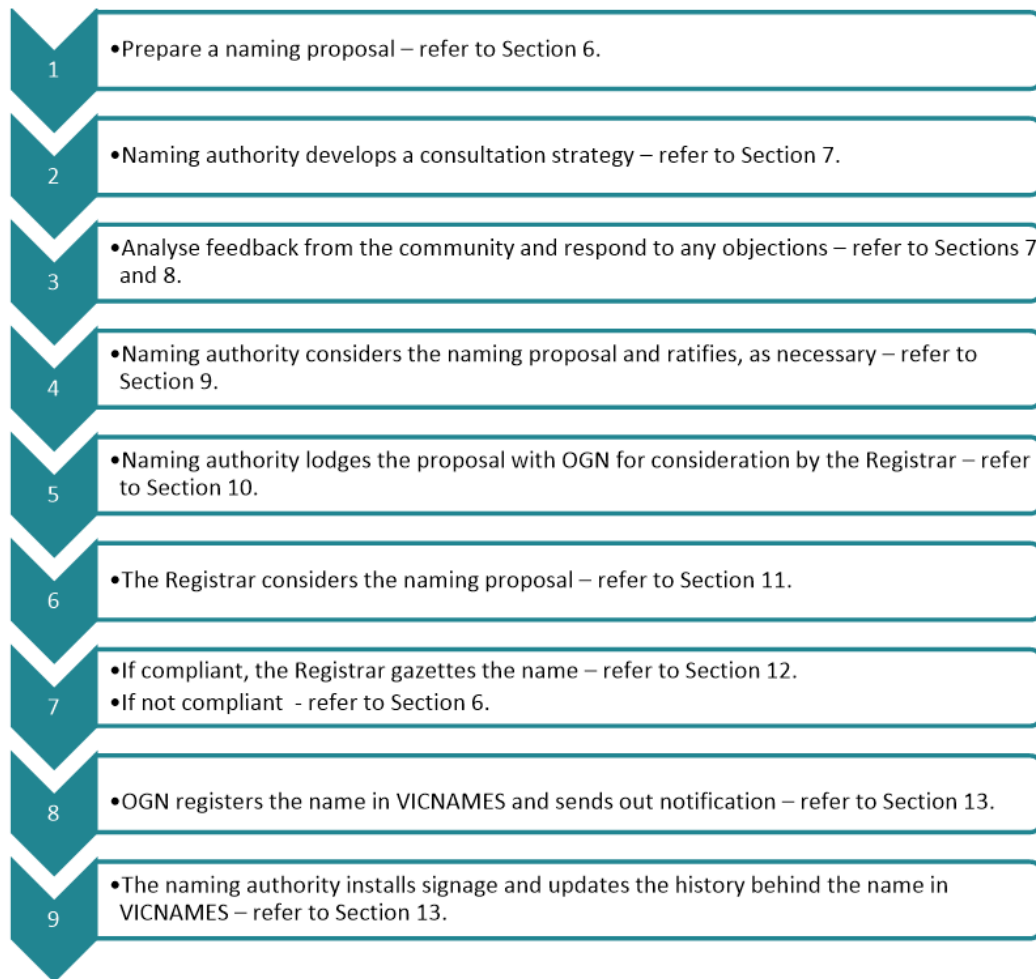 1
•Prepare a naming proposal – refer to Section 6.
2
•Naming authority develops a consultation strategy – refer to Section 7.
3
•Analyse feedback from the community and respond to any objections – refer to Sections 7
and 8.
4
•Naming authority considers the naming proposal and ratifies, as necessary – refer to
Section 9.
5
•Naming authority lodges the proposal with OGN for consideration by the Registrar – refer
to Section 10.
6
•The Registrar considers the naming proposal – refer to Section 11.
7
•If compliant, the Registrar gazettes the name – refer to Section 12.
•If not compliant - refer to Section 6.
8
•OGN registers the name in VICNAMES and sends out notification – refer to Section 13.
9
•The naming authority installs signage and updates the history behind the name in
VICNAMES – refer to Section 13.